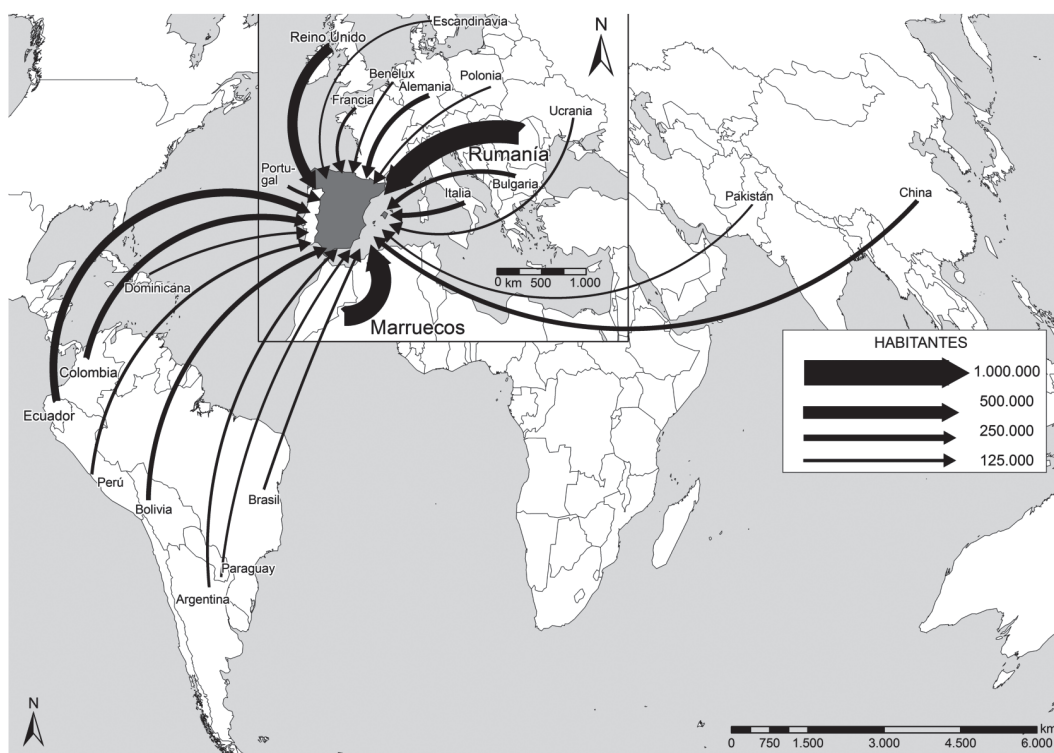 Escandinavia
N
Reino Unido
Benelux
Polonia
Alemania
Francia
Ucrania
Rumanía
Portu-
gal
Bulgaria
Italia
Pakistán
China
Dominicana
0 km 500 1.000
Marruecos
HABITANTES
1.000.000
500.000
250.000
125.000
Colombia
Ecuador
Perú
Bolivia
Brasil
Paraguay
Argentina
N
km
0 750 1.500 3.000 4.500 6.000